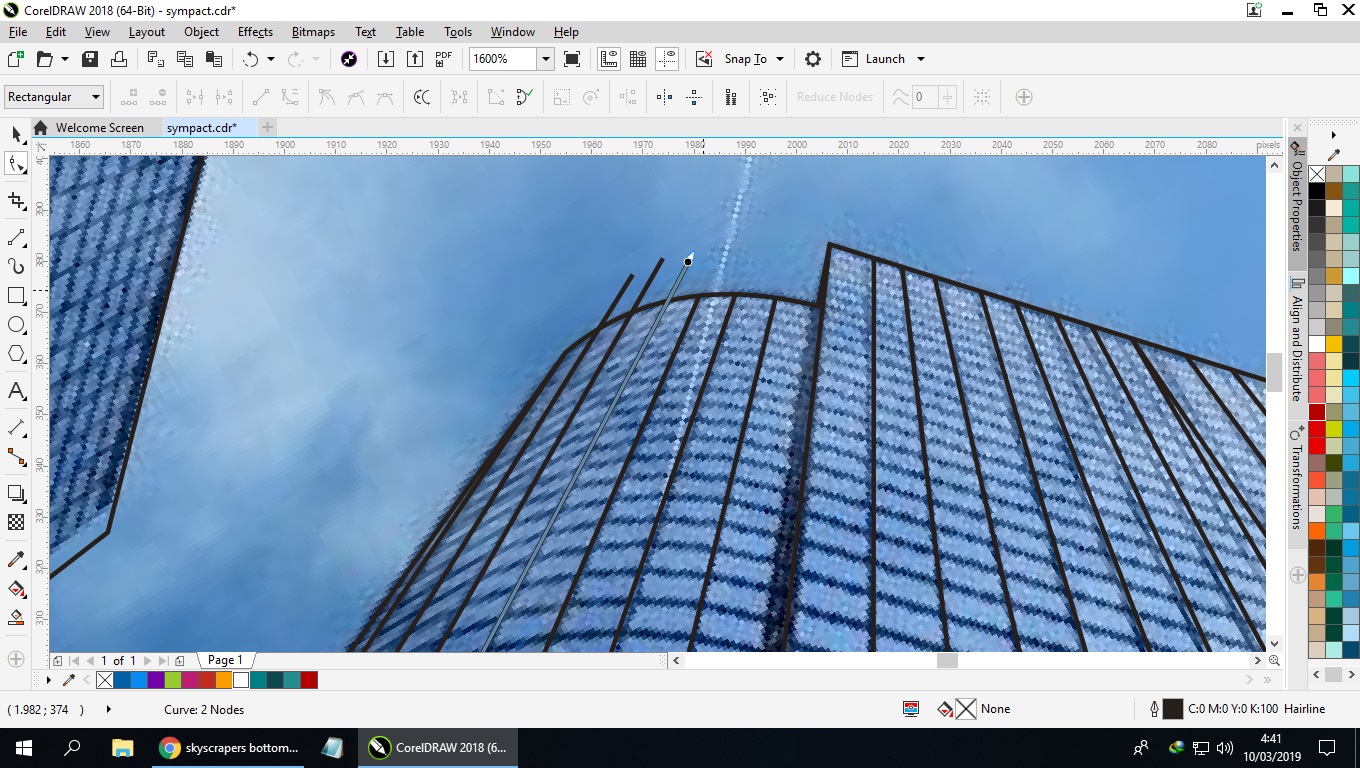 CorelDRAW 2018 (64-Bit) - sympact.cdr*
File Edit View Layout Object Effects Bitmaps Text Table Tools Window Help
PDF 1600% Snap To Launch
Rectangular Reduce Nodes 0
Welcome Screen sympact.cdr*
1860 1870 1880 1890 1900 1910 1920 1930 1940 1950 1960 1970 1980 1990 2000 2010 2020 2030 2040 2050 2060 2070 2080 pixels
40
390
380
370
360
350
340
330
320
310
Object Properties
Align and Distribute
Transformations
1 of 1 Page 1
( 1.982 ; 374 ) Curve: 2 Nodes None C:0 M:0 Y:0 K:100 Hairline
skyscrapers bottom... CorelDRAW 2018 (6... 4:41
10/03/2019